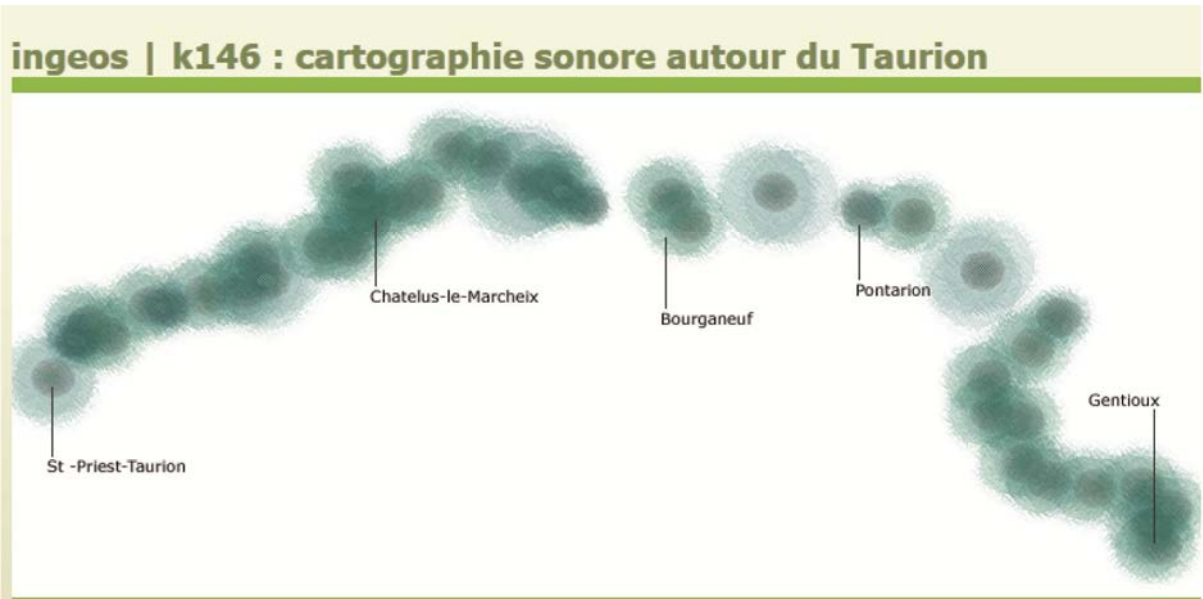 ingeos | k146 : cartographie sonore autour du Taurion
Chatelus-le-Marcheix
Pontarion
Bourganeuf
Gentioux
St -Priest-Taurion